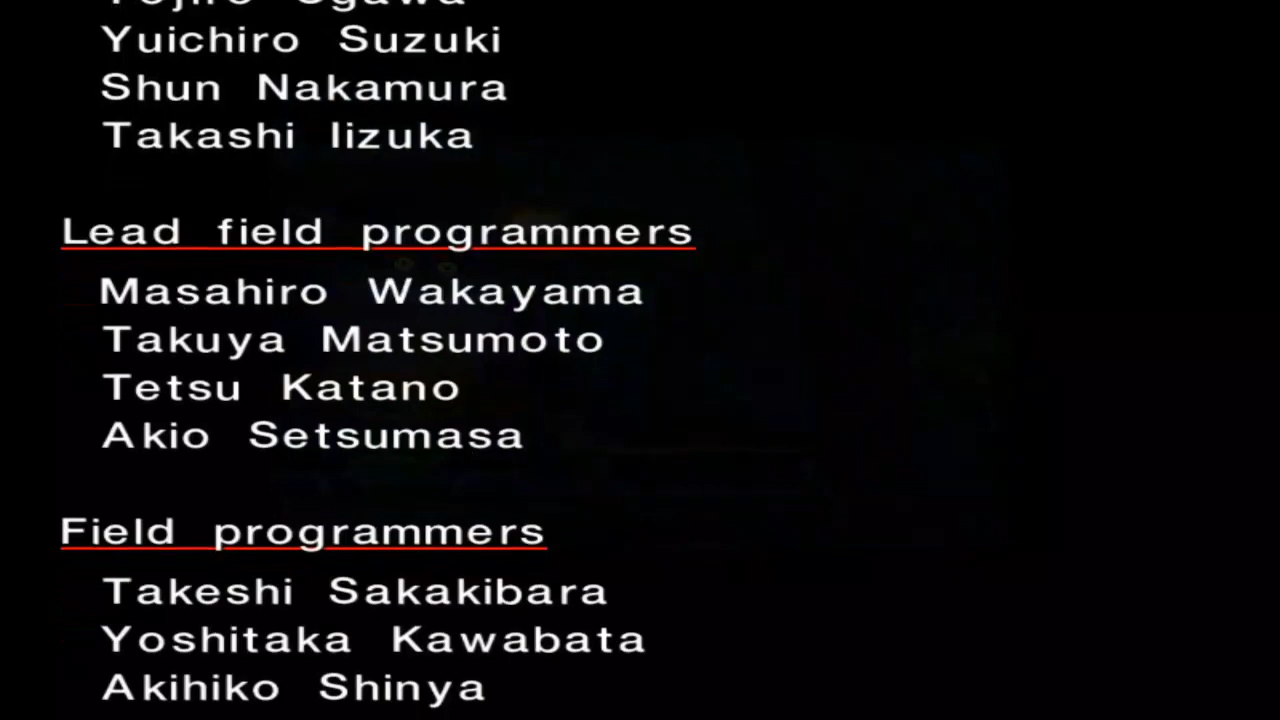 Yuichiro Suzuki
Shun Nakamura
Takashi Iizuka
Lead field programmers
Masahiro Wakayama
Takuya Matsumoto
Tetsu Katano
Akio Setsumasa
Field programmers
Takeshi Sakakibara
Yoshitaka Kawabata
Akihiko Shinya